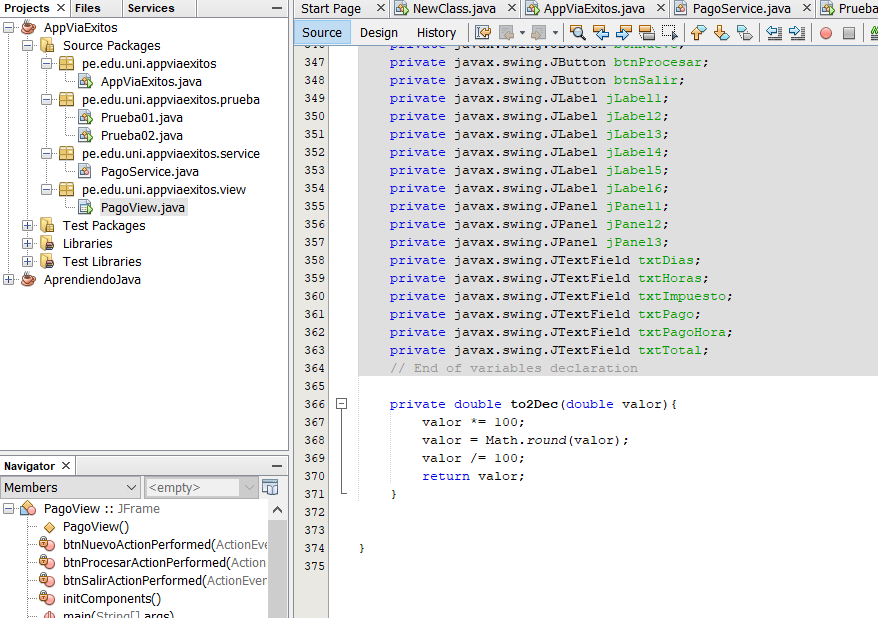 Projects
Files
Services
AppViaExitos
Source Packages
pe.edu.uni.appviaexitos
AppViaExitos.java
pe.edu.uni.appviaexitos.prueba
Prueba01.java
Prueba02.java
pe.edu.uni.appviaexitos.service
PagoService.java
pe.edu.uni.appviaexitos.view
PagoView.java
Test Packages
Libraries
Test Libraries
AprendiendoJava
Navigator
Members
<empty>
PagoView :: JFrame
PagoView()
btnNuevoActionPerformed(ActionEve
btnProcesarActionPerformed(Action
btnSalirActionPerformed(ActionEven
initComponents()
main(String[] args)
Start Page
NewClass.java
AppViaExitos.java
PagoService.java
Prueba
Source
Design
History
346 private javax.swing.JButton btnNuevo;
347 private javax.swing.JButton btnProcesar;
348 private javax.swing.JButton btnSalir;
349 private javax.swing.JLabel jLabel1;
350 private javax.swing.JLabel jLabel2;
351 private javax.swing.JLabel jLabel3;
352 private javax.swing.JLabel jLabel4;
353 private javax.swing.JLabel jLabel5;
354 private javax.swing.JLabel jLabel6;
355 private javax.swing.JPanel jPanel1;
356 private javax.swing.JPanel jPanel2;
357 private javax.swing.JPanel jPanel3;
358 private javax.swing.JTextField txtDias;
359 private javax.swing.JTextField txtHoras;
360 private javax.swing.JTextField txtImpuesto;
361 private javax.swing.JTextField txtPago;
362 private javax.swing.JTextField txtPagoHora;
363 private javax.swing.JTextField txtTotal;
364 // End of variables declaration
365
366 private double to2Dec(double valor){
367 valor *= 100;
368 valor = Math.round(valor);
369 valor /= 100;
370 return valor;
371 }
372
373
374 }
375